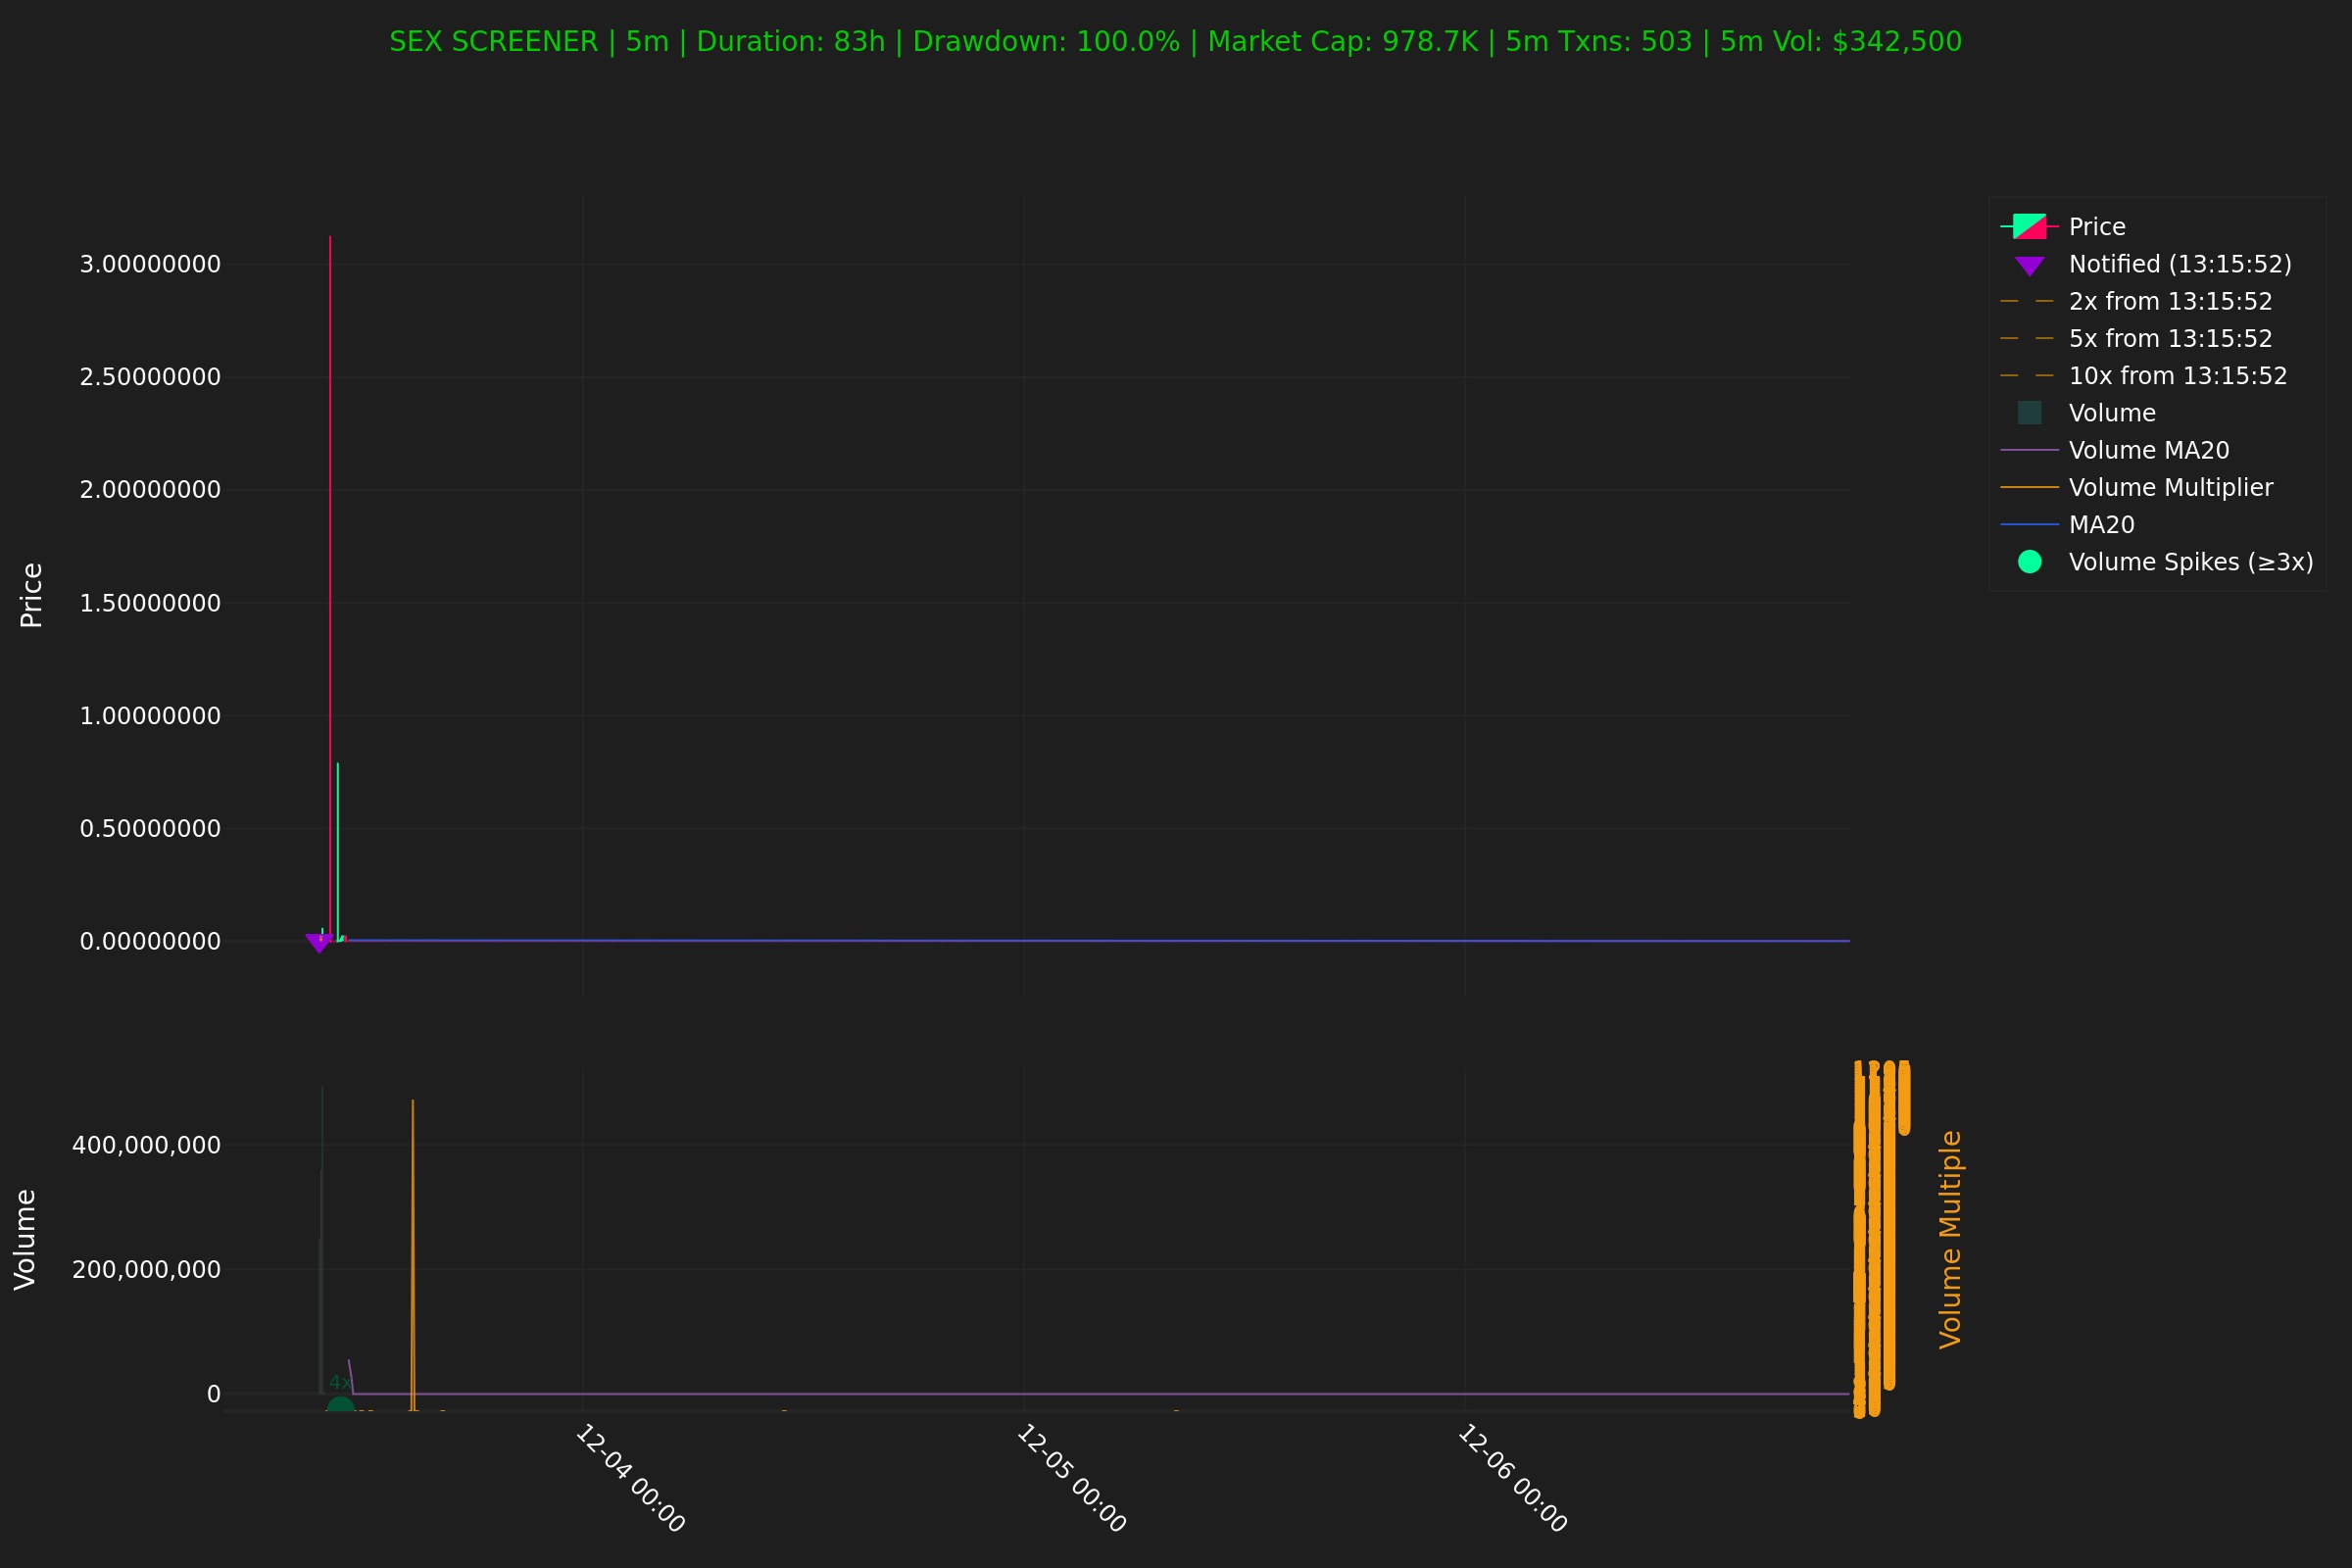 SEX SCREENER | 5m | Duration: 83h | Drawdown: 100.0% | Market Cap: 978.7K | 5m Txns: 503 | 5m Vol: $342,500
Price
3.00000000
2.50000000
2.00000000
1.50000000
1.00000000
0.50000000
0.00000000
Price
Notified (13:15:52)
2x from 13:15:52
5x from 13:15:52
10x from 13:15:52
Volume
Volume MA20
Volume Multiplier
MA20
Volume Spikes (≥3x)
Volume
400,000,000
200,000,000
0
4x
Volume Multiple
12-04 00:00
12-05 00:00
12-06 00:00